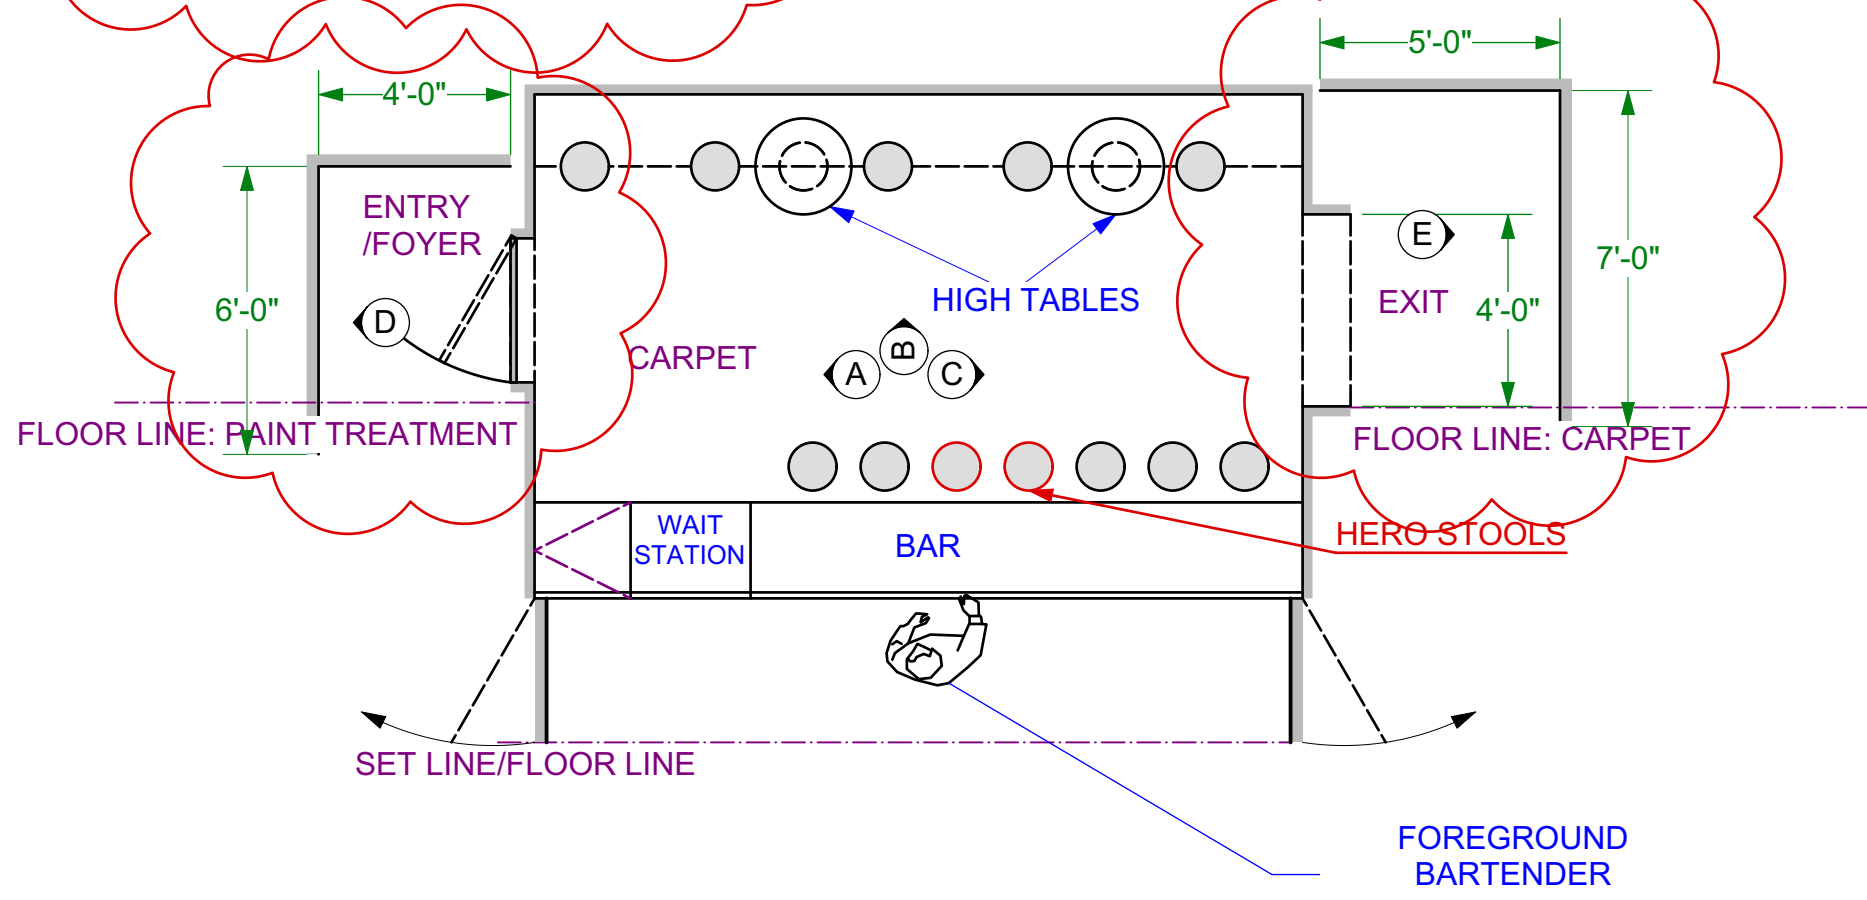 5'-0"
4'-0"
ENTRY
/FOYER
E
7'-0"
6'-0"
HIGH TABLES
EXIT
4'-0"
D
CARPET
A
B
C
FLOOR LINE: PAINT TREATMENT
FLOOR LINE: CARPET
WAIT
STATION
BAR
HERO STOOLS
SET LINE/FLOOR LINE
FOREGROUND
BARTENDER